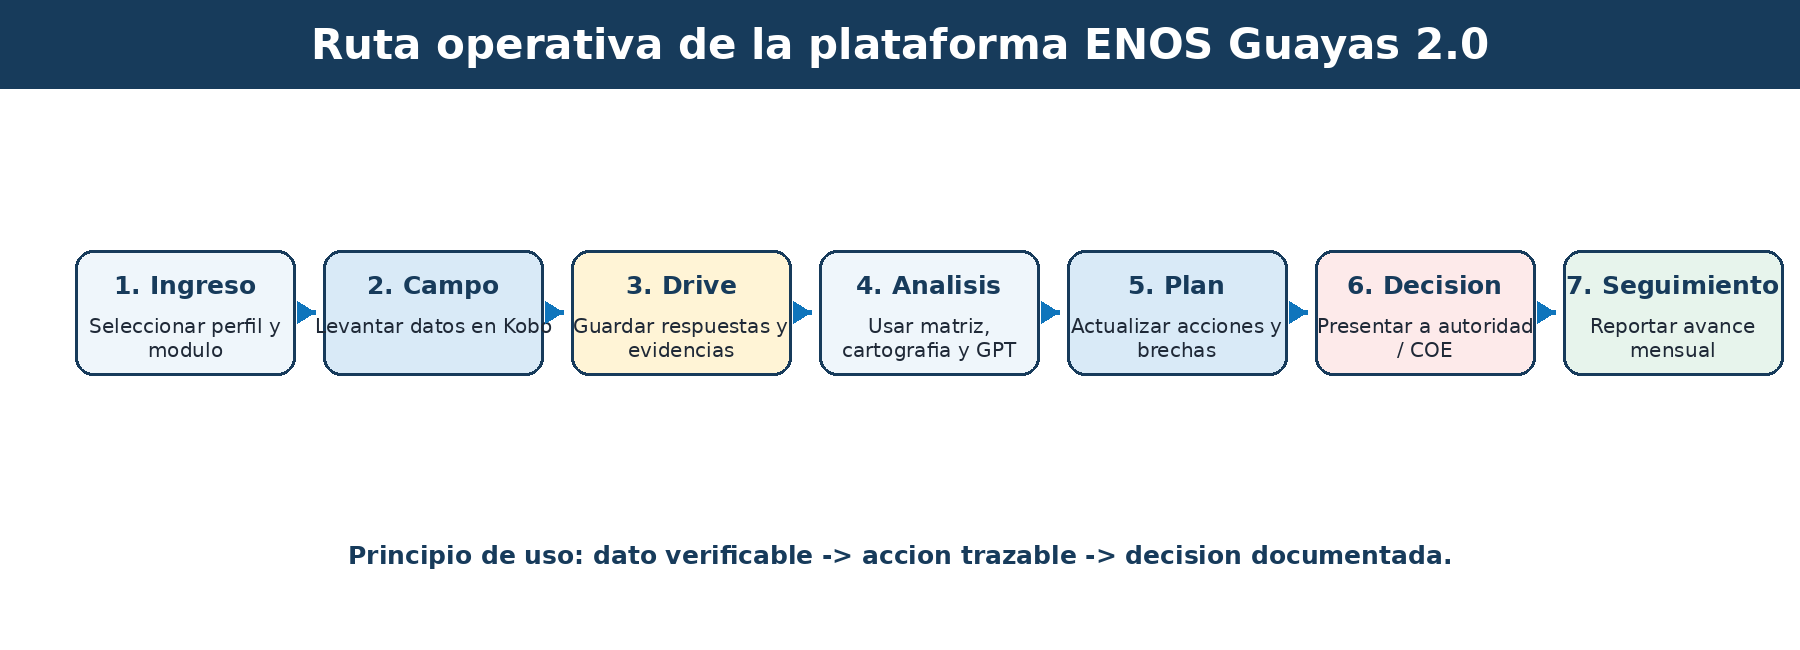 Ruta operativa de la plataforma ENOS Guayas 2.0
1. Ingreso
Seleccionar perfil y
modulo
2. Campo
Levantar datos en Kobo
3. Drive
Guardar respuestas y
evidencias
4. Analisis
Usar matriz,
cartografia y GPT
5. Plan
Actualizar acciones y
brechas
6. Decision
Presentar a autoridad
/ COE
7. Seguimiento
Reportar avance
mensual
Principio de uso: dato verificable -> accion trazable -> decision documentada.